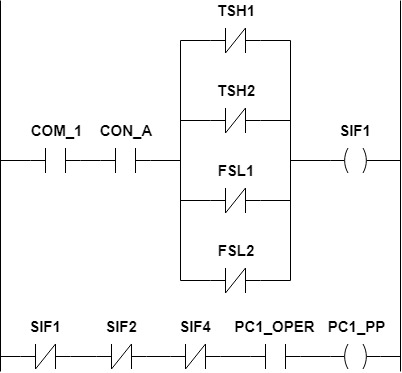 TSH1
TSH2
COM_1 CON_A SIF1
FSL1
FSL2
SIF1 SIF2 SIF4 PC1_OPER PC1_PP